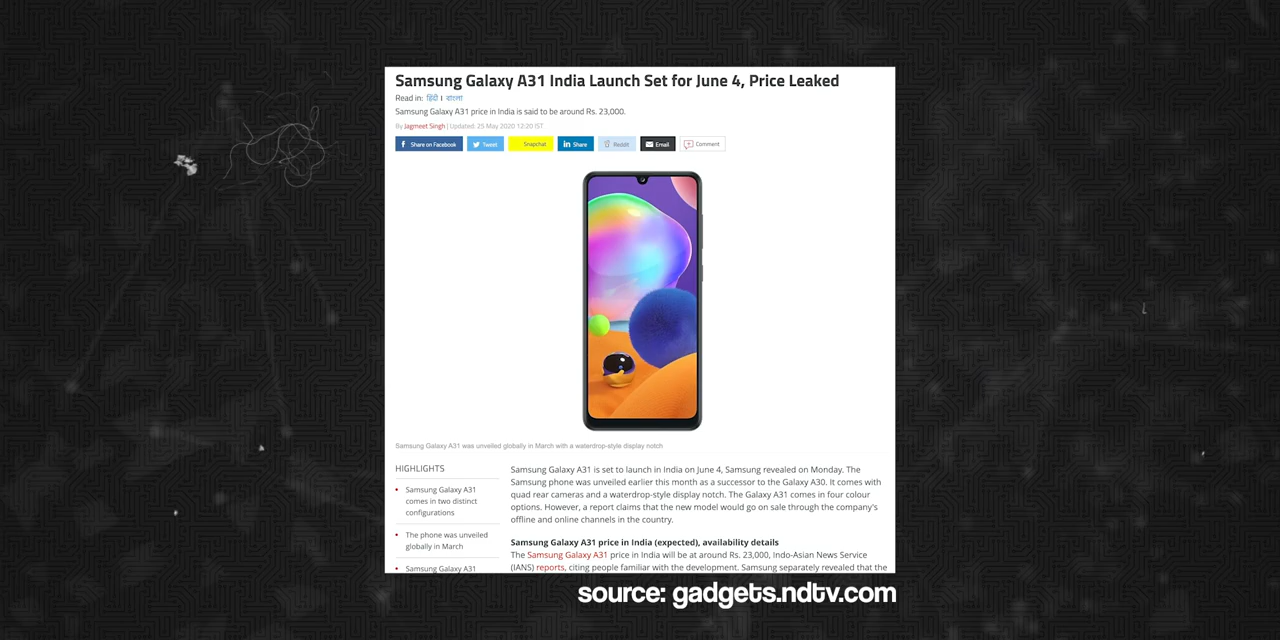 Samsung Galaxy A31 India Launch Set for June 4, Price Leaked
Read in: हिंदी | বাংলা
Samsung Galaxy A31 price in India is said to be around Rs. 23,000.
By Jagmeet Singh | Updated: 25 May 2020 12:20 IST
Share on Facebook Tweet Snapchat Share Reddit Email Comment
Samsung Galaxy A31 was unveiled globally in March with a waterdrop-style display notch
HIGHLIGHTS
Samsung Galaxy A31
comes in two distinct
configurations
The phone was unveiled
globally in March
Samsung Galaxy A31
Samsung Galaxy A31 is set to launch in India on June 4, Samsung revealed on Monday. The
Samsung phone was unveiled earlier this month as a successor to the Galaxy A30. It comes with
quad rear cameras and a waterdrop-style display notch. The Galaxy A31 comes in four colour
options. However, a report claims that the new model would go on sale through the company's
offline and online channels in the country.
Samsung Galaxy A31 price in India (expected), availability details
The Samsung Galaxy A31 price in India will be at around Rs. 23,000, Indo-Asian News Service
(IANS) reports, citing people familiar with the development. Samsung separately revealed that the
source: gadgets.ndtv.com